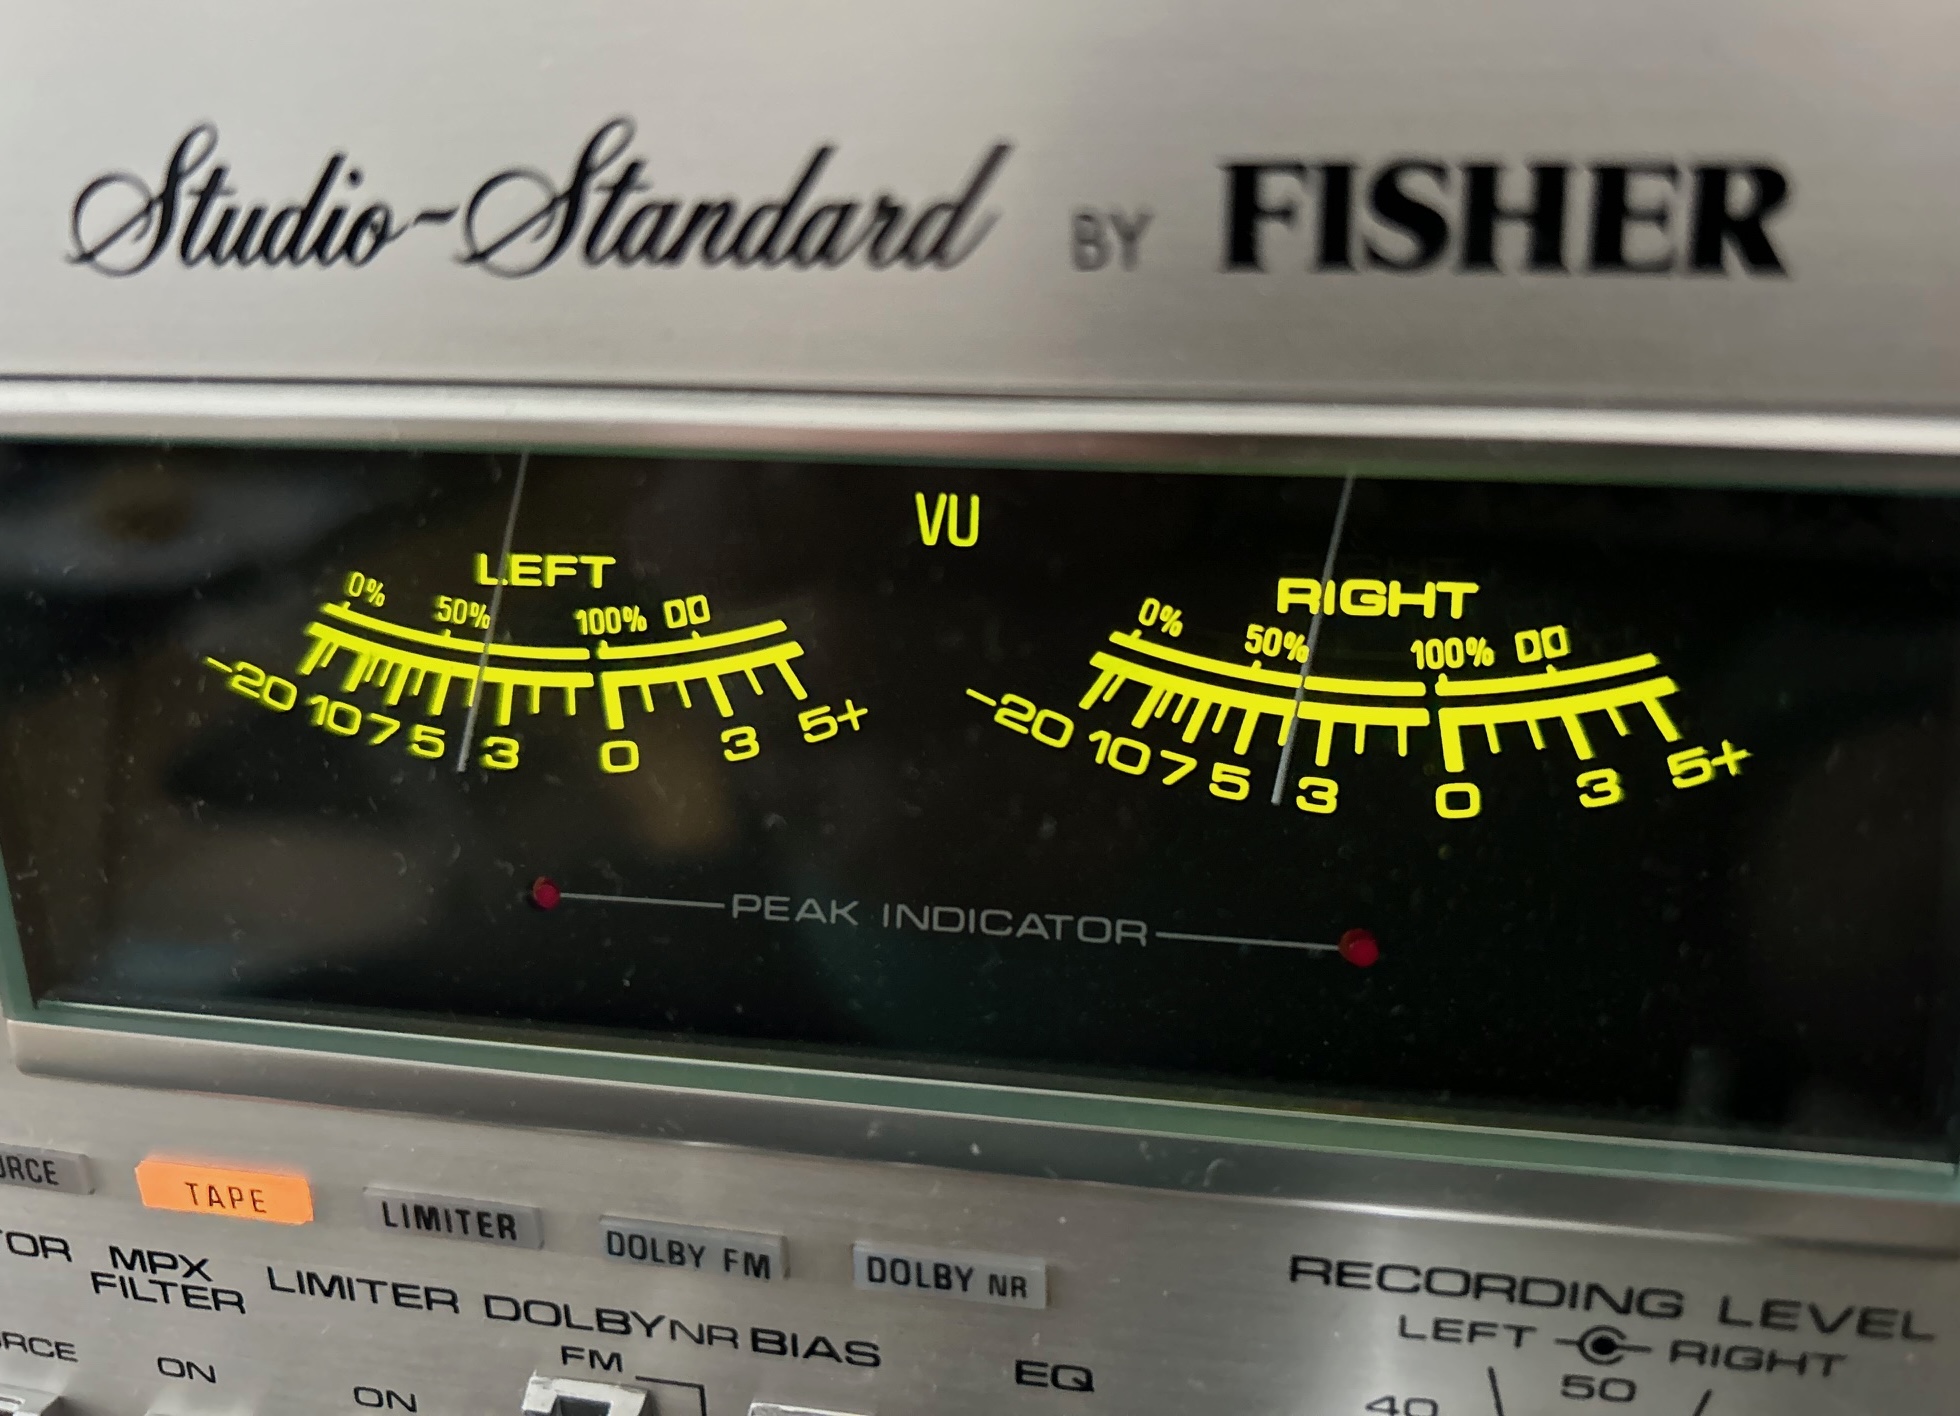 Studio-Standard BY FISHER
VU
LEFT
0% 50% 100%
-20 10 7 5 3 0 3 5+
RIGHT
0% 50% 100%
-20 10 7 5 3 0 3 5+
PEAK INDICATOR
TAPE LIMITER DOLBY FM DOLBY NR
MPX FILTER LIMITER DOLBY NR BIAS EQ
ON ON FM
RECORDING LEVEL
LEFT RIGHT
40 50